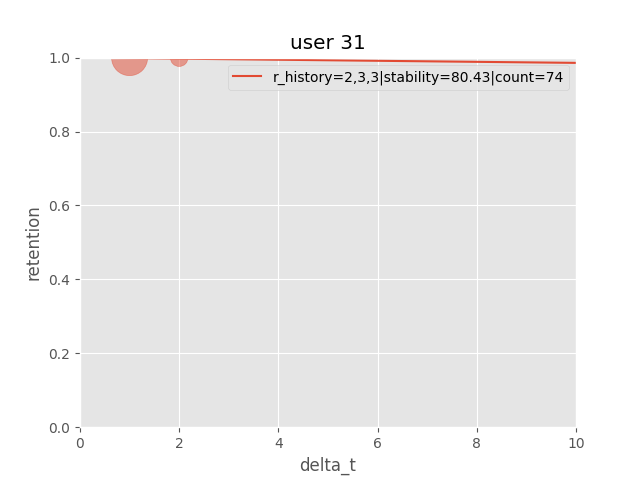 user 31
r_history=2,3,3|stability=80.43|count=74
retention
1.0
0.8
0.6
0.4
0.2
0.0
0 2 4 6 8 10
delta_t